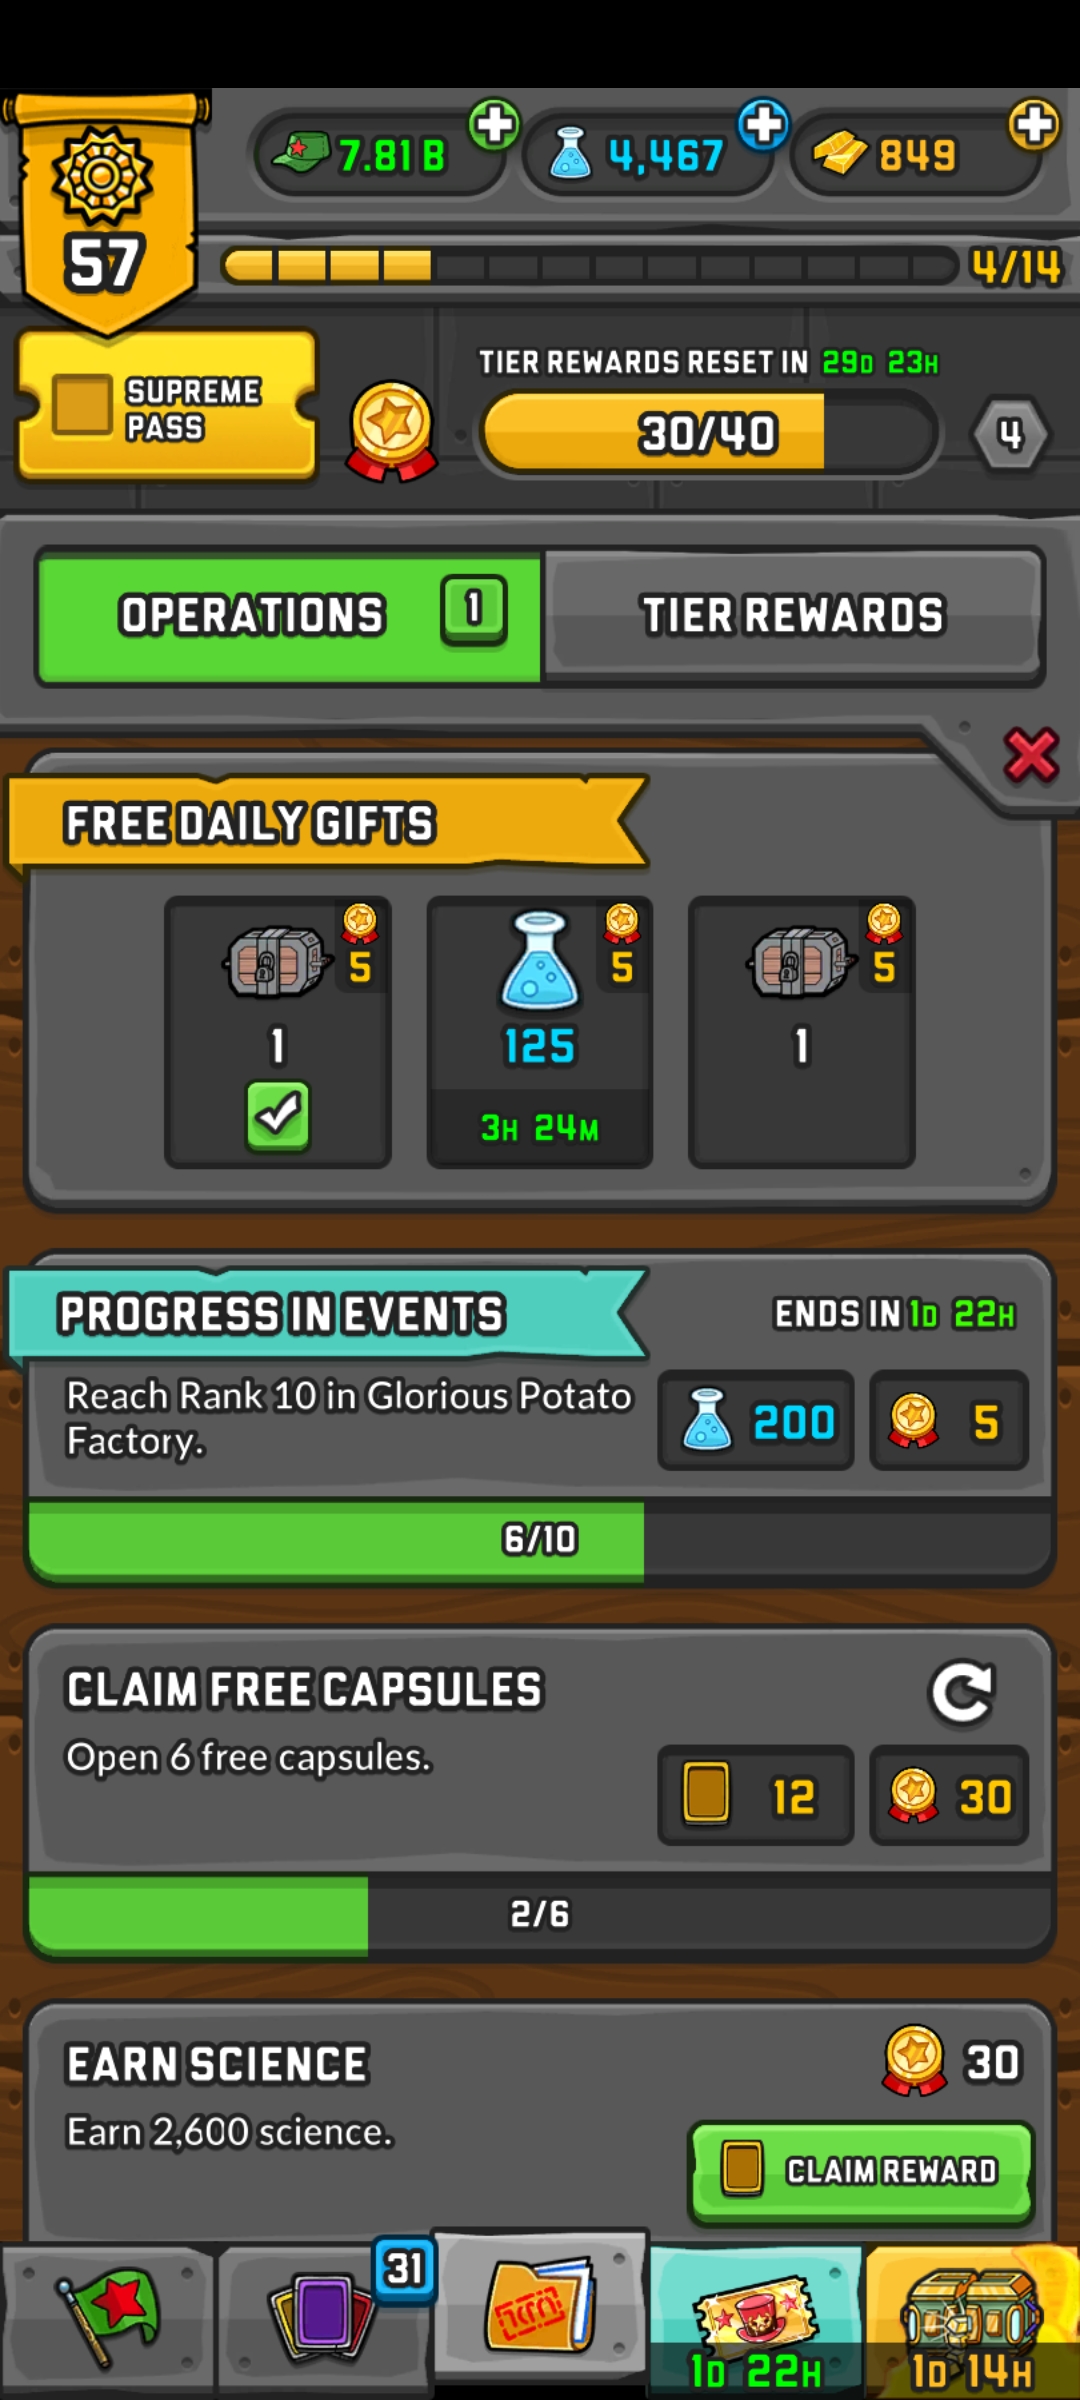 7.81 B
4,467
849
57
4/14
SUPREME
PASS
TIER REWARDS RESET IN 29D 23H
30/40
4
OPERATIONS 1
TIER REWARDS
FREE DAILY GIFTS
5
5
5
1
125
1
3H 24M
PROGRESS IN EVENTS
ENDS IN 1D 22H
Reach Rank 10 in Glorious Potato
Factory.
200
5
6/10
CLAIM FREE CAPSULES
Open 6 free capsules.
12
30
2/6
EARN SCIENCE
30
Earn 2,600 science.
CLAIM REWARD
31
1D 22H
1D 14H